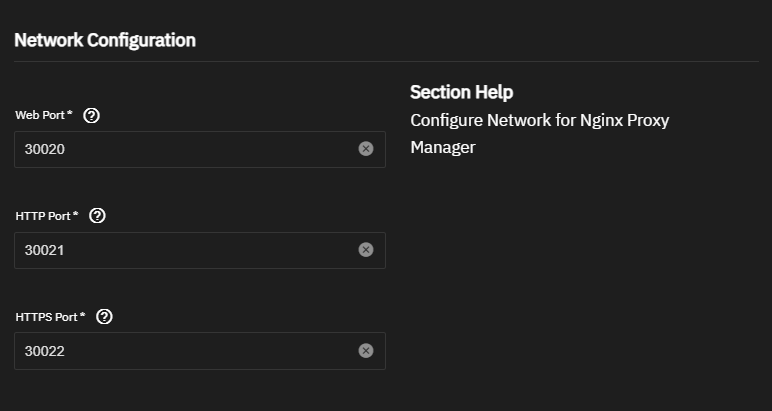 Network Configuration
Section Help
Configure Network for Nginx Proxy
Manager
Web Port *
30020
HTTP Port *
30021
HTTPS Port *
30022